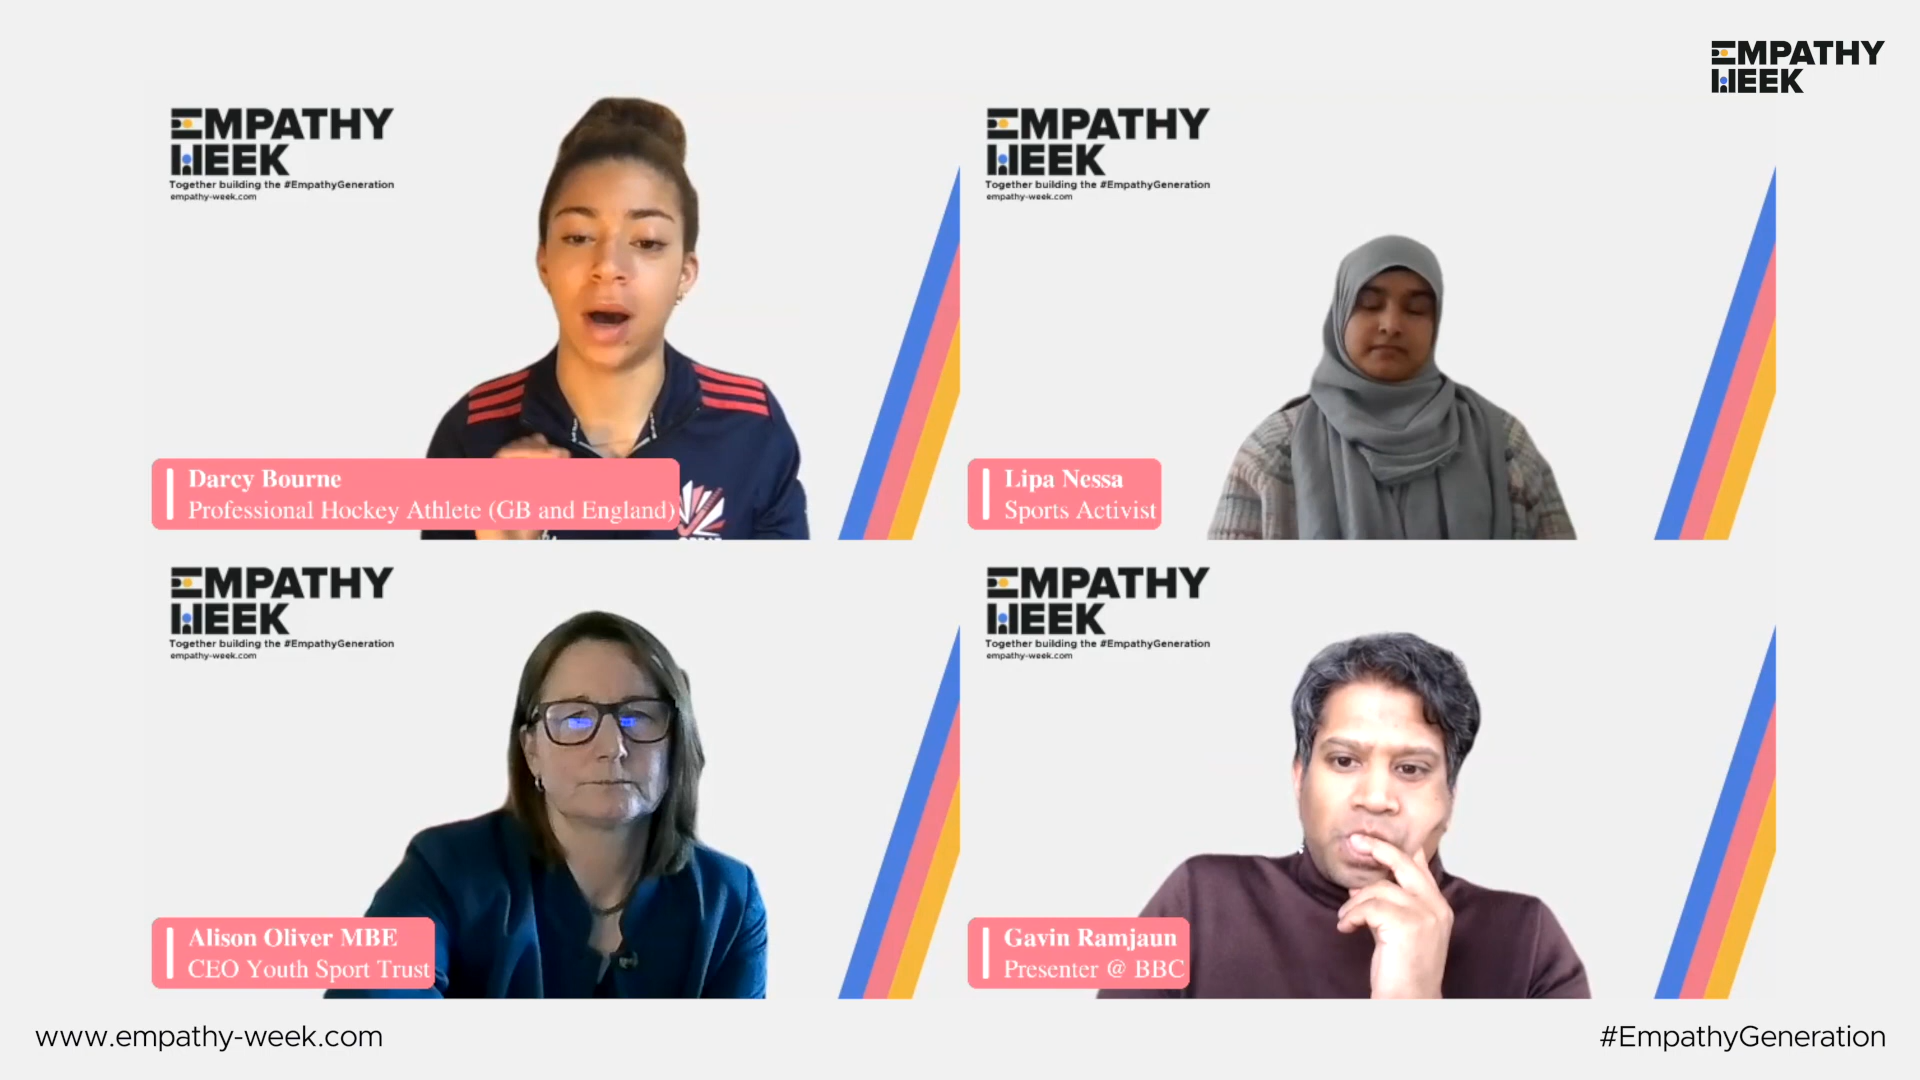 EMPATHY
WEEK
EMPATHY
WEEK
Together building the #EmpathyGeneration
empathy-week.com
Darcy Bourne
Professional Hockey Athlete (GB and England)
EMPATHY
WEEK
Together building the #EmpathyGeneration
empathy-week.com
Lipa Nessa
Sports Activist
EMPATHY
WEEK
Together building the #EmpathyGeneration
empathy-week.com
Alison Oliver MBE
CEO Youth Sport Trust
EMPATHY
WEEK
Together building the #EmpathyGeneration
empathy-week.com
Gavin Ramjaun
Presenter @ BBC
www.empathy-week.com
#EmpathyGeneration